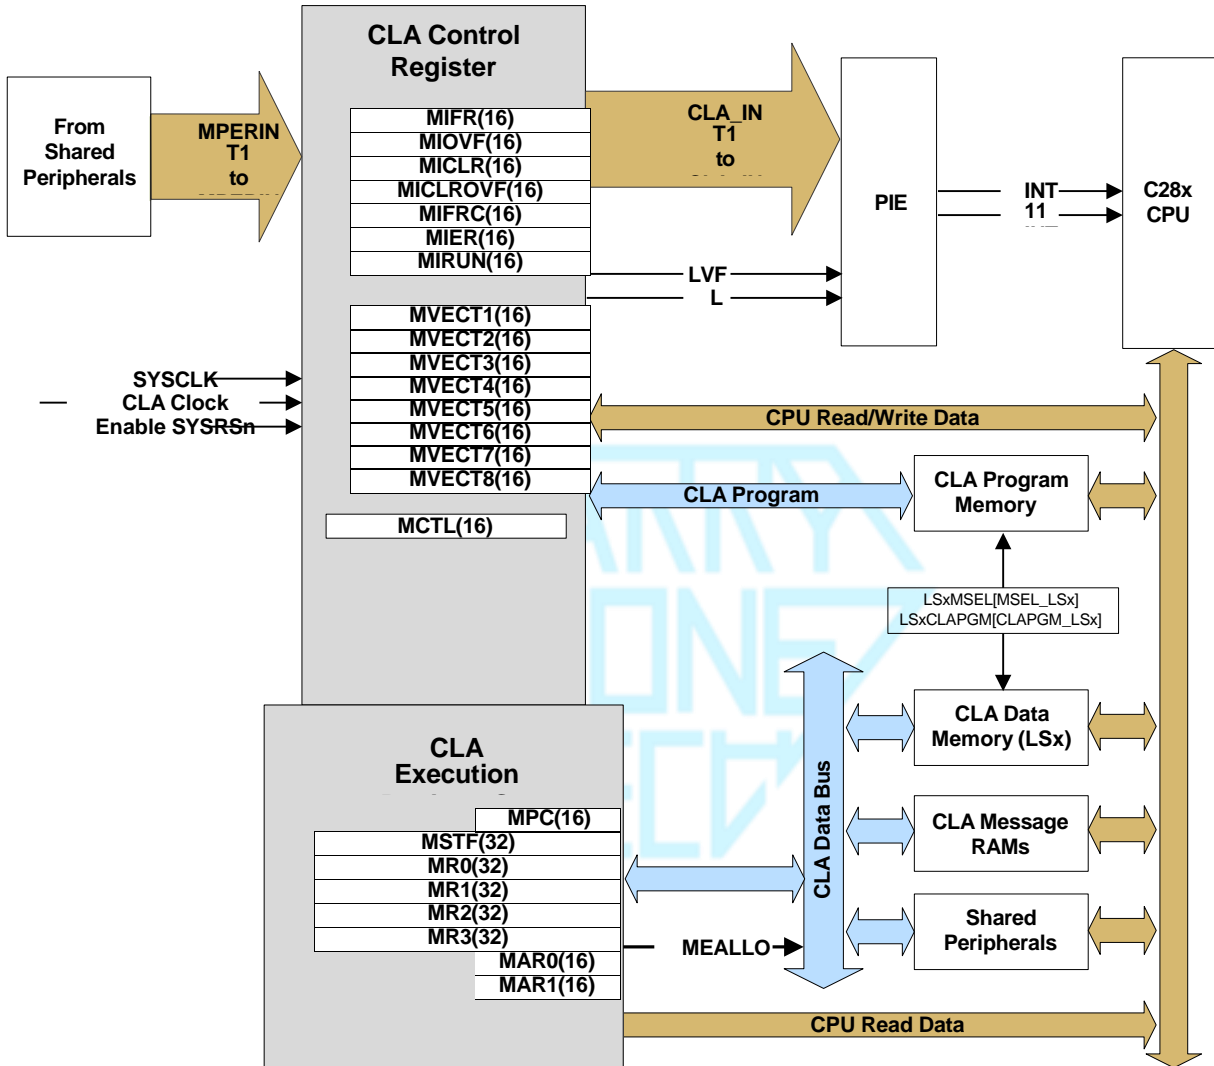 CLA Control
Register
From
Shared
Peripherals
MPERIN
T1
to
MIFR(16)
MIOVF(16)
MICLR(16)
MICLROVF(16)
MIFRC(16)
MIER(16)
MIRUN(16)
CLA_IN
T1
to
PIE
INT
11
C28x
CPU
LVF
L
MVECT1(16)
MVECT2(16)
MVECT3(16)
MVECT4(16)
MVECT5(16)
MVECT6(16)
MVECT7(16)
MVECT8(16)
SYSCLK
CLA Clock
Enable SYSRSn
CPU Read/Write Data
CLA Program
CLA Program
Memory
MCTL(16)
LSxMSEL[MSEL_LSx]
LSxCLAPGM[CLAPGM_LSx]
CLA Data
Memory (LSx)
CLA Data Bus
CLA Message
RAMs
Shared
Peripherals
CLA
Execution
MPC(16)
MSTF(32)
MR0(32)
MR1(32)
MR2(32)
MR3(32)
MAR0(16)
MAR1(16)
MEALLO
CPU Read Data